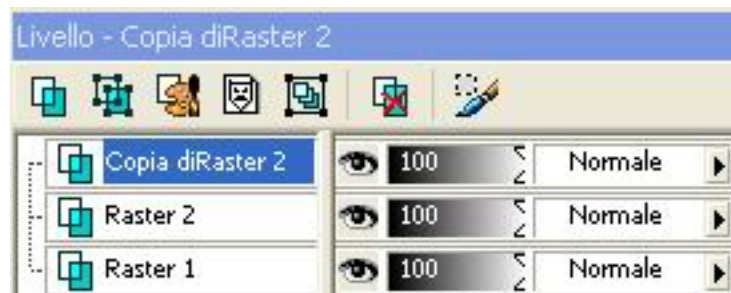 Livello - Copia diRaster 2
Copia diRaster 2 100 Normale
Raster 2 100 Normale
Raster 1 100 Normale